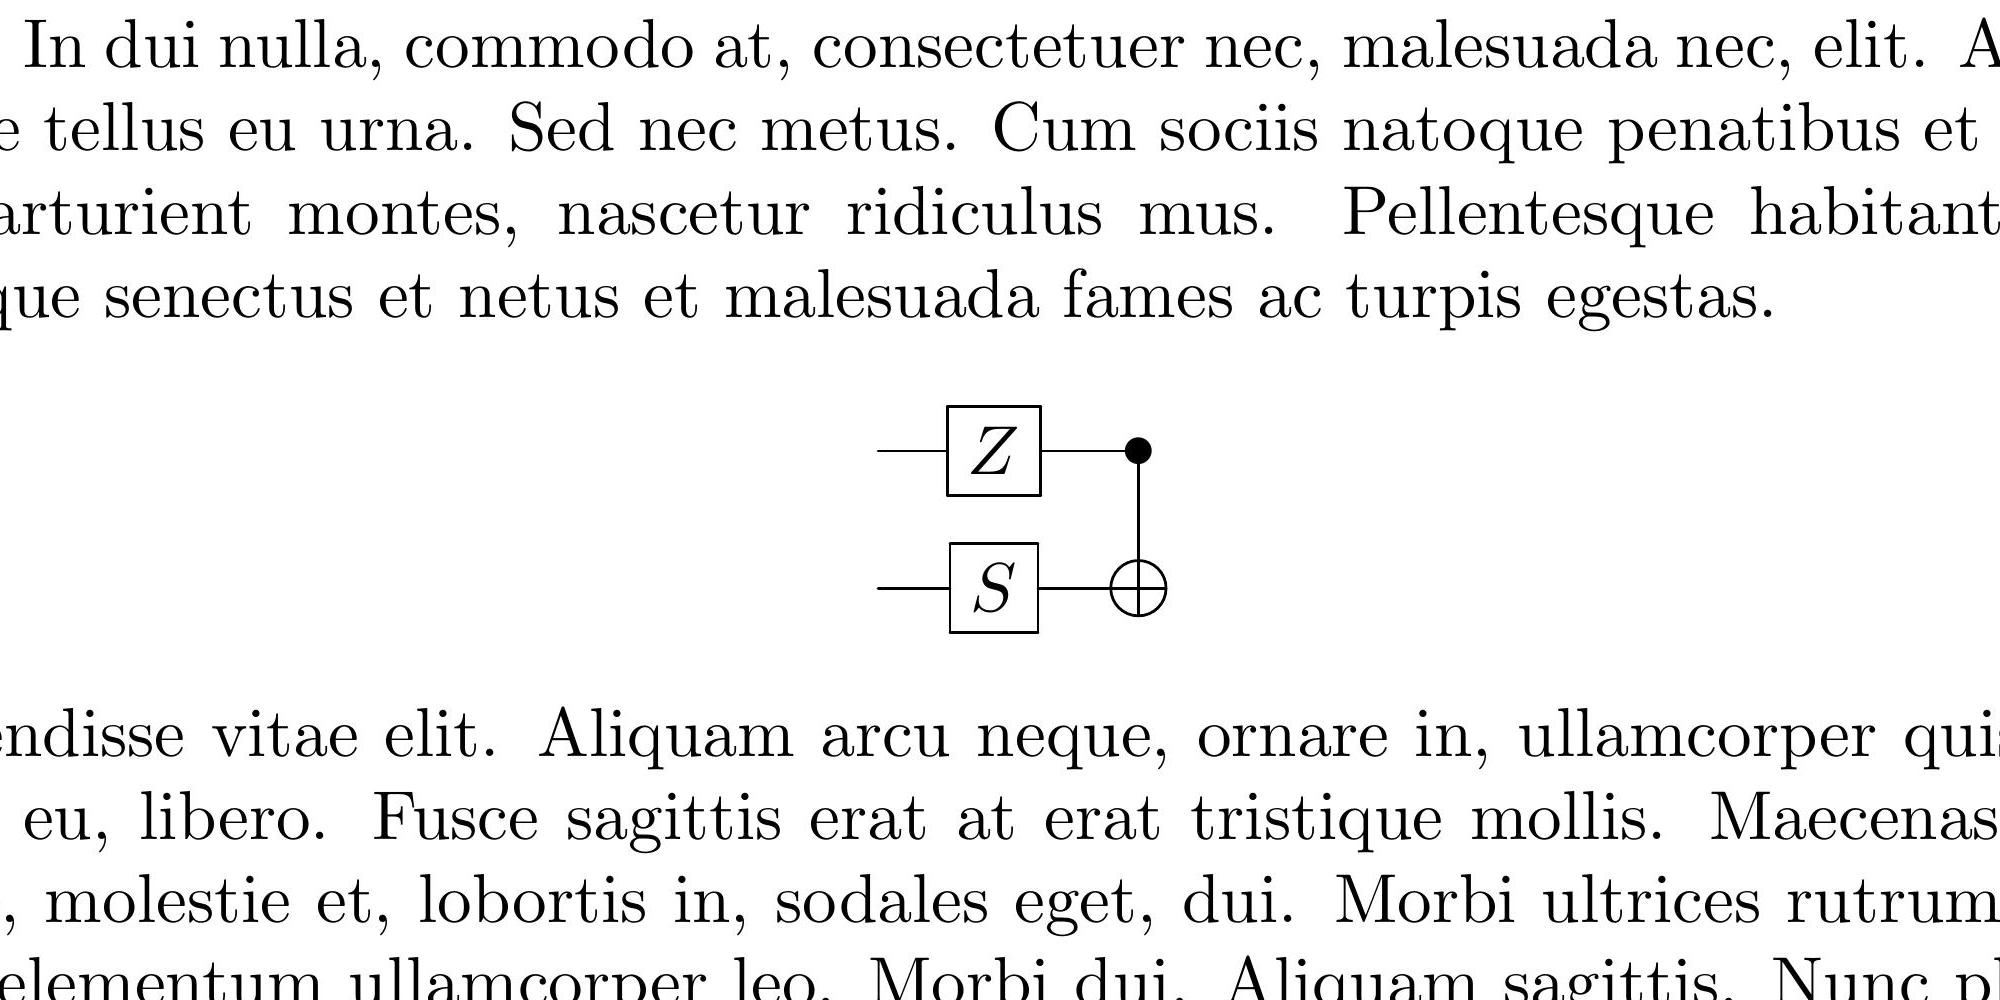 In dui nulla, commodo at, consectetuer nec, malesuada nec, elit. A
e tellus eu urna. Sed nec metus. Cum sociis natoque penatibus et
arturient montes, nascetur ridiculus mus. Pellentesque habitant
que senectus et netus et malesuada fames ac turpis egestas.
Z
S
endisse vitae elit. Aliquam arcu neque, ornare in, ullamcorper quis
eu, libero. Fusce sagittis erat at erat tristique mollis. Maecenas
, molestie et, lobortis in, sodales eget, dui. Morbi ultrices rutrum
elementum ullamcorper leo. Morbi dui. Aliquam sagittis. Nunc pl